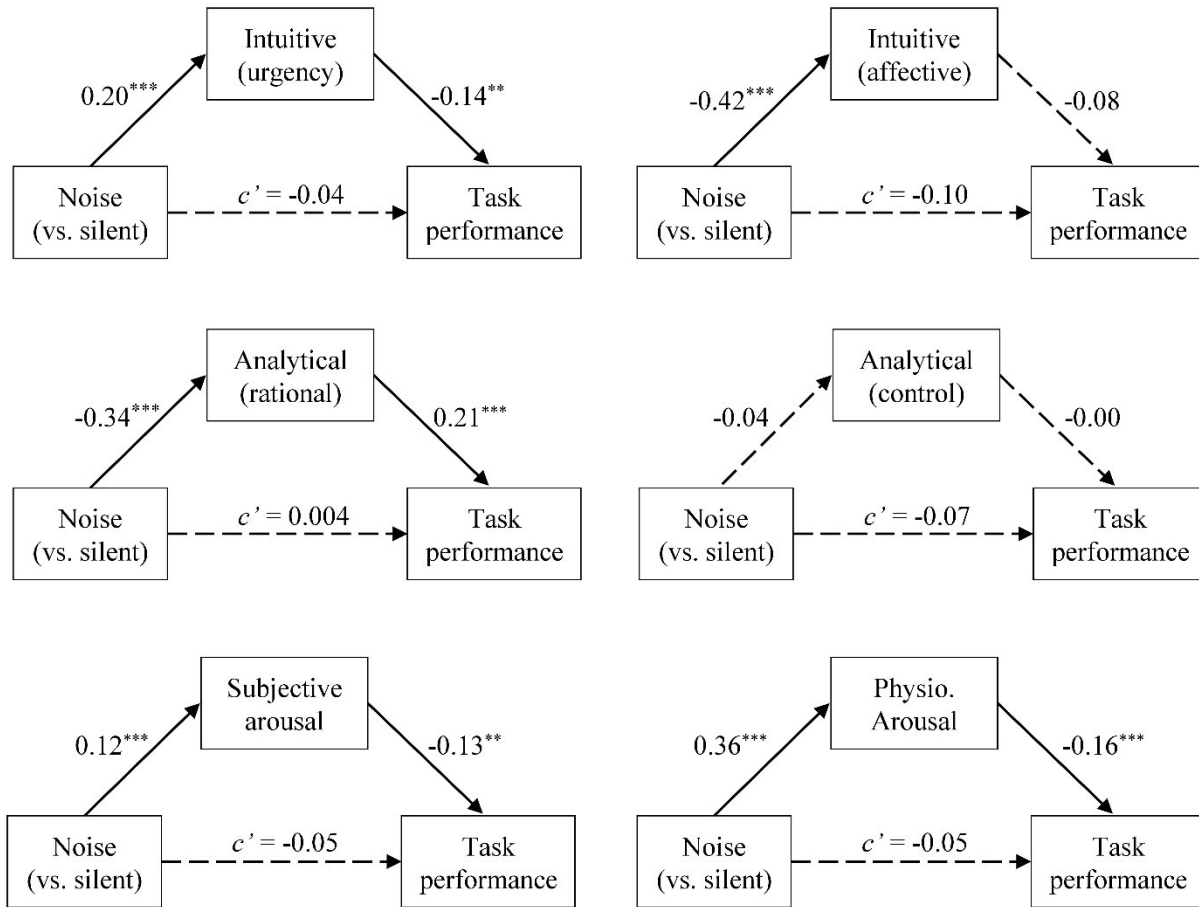 Intuitive
(urgency)
0.20***
-0.14**
Noise
(vs. silent)
c’ = -0.04
Task
performance
Intuitive
(affective)
-0.42***
-0.08
Noise
(vs. silent)
c’ = -0.10
Task
performance
Analytical
(rational)
-0.34***
0.21***
Noise
(vs. silent)
c’ = 0.004
Task
performance
Analytical
(control)
-0.04
-0.00
Noise
(vs. silent)
c’ = -0.07
Task
performance
Subjective
arousal
0.12***
-0.13**
Noise
(vs. silent)
c’ = -0.05
Task
performance
Physio.
Arousal
0.36***
-0.16***
Noise
(vs. silent)
c’ = -0.05
Task
performance